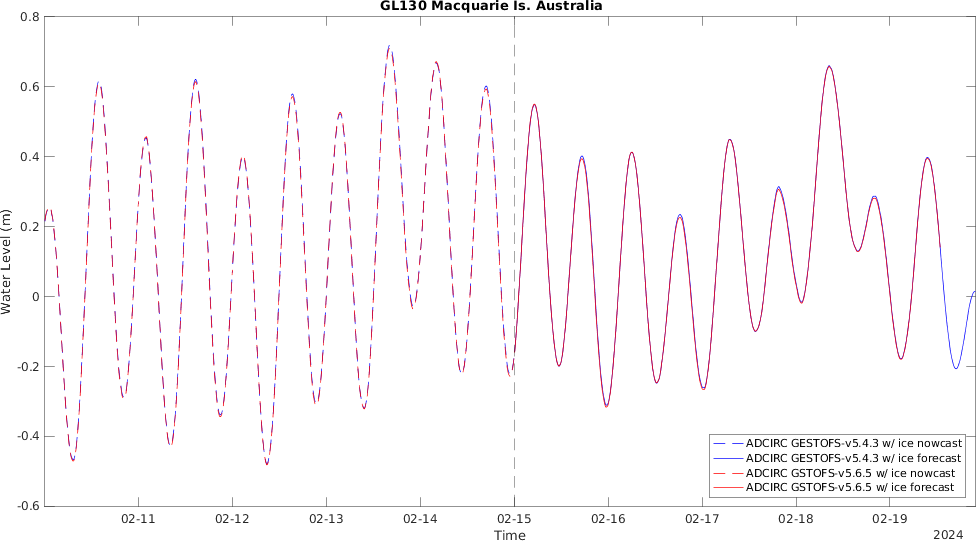 GL130 Macquarie Is. Australia
0.8
0.6
0.4
0.2
0
-0.2
-0.4
-0.6
Water Level (m)
ADCIRC GESTOFS-v5.4.3 w/ ice nowcast
ADCIRC GESTOFS-v5.4.3 w/ ice forecast
ADCIRC GSTOFS-v5.6.5 w/ ice nowcast
ADCIRC GSTOFS-v5.6.5 w/ ice forecast
02-11 02-12 02-13 02-14 02-15 02-16 02-17 02-18 02-19
Time
2024